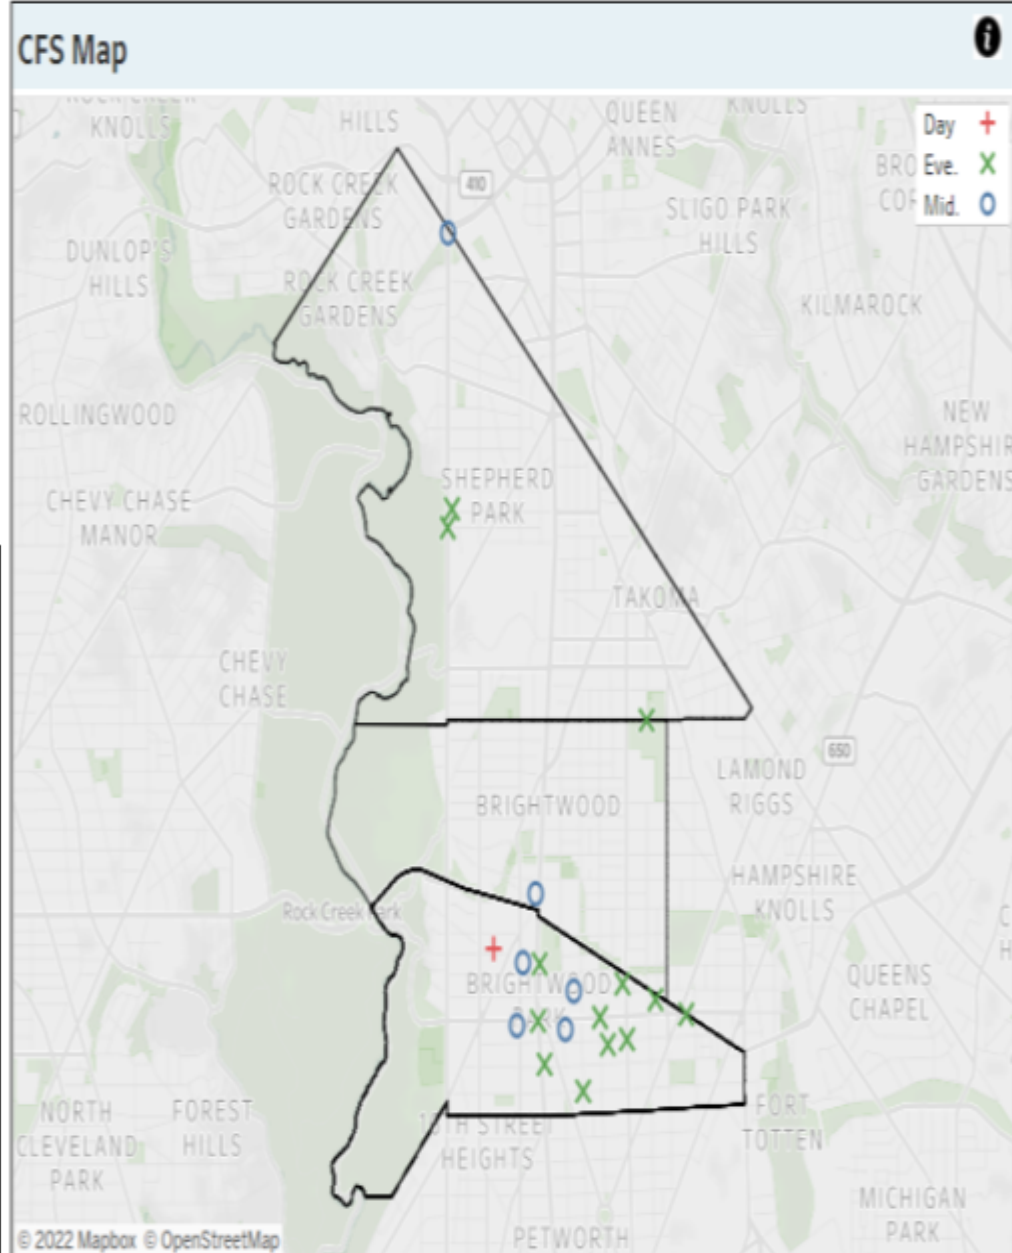 CFS Map
i
KNOLLS
HILLS
QUEEN
ANNES
KNOLLS
Day +
Eve. X
Mid. O
410
ROCK CREEK
GARDENS
SLIGO PARK
HILLS
DUNLOP'S
HILLS
ROCK CREEK
GARDENS
KILMAROCK
ROLLINGWOOD
NEW
HAMPSHIR
GARDENS
SHEPHERD
PARK
CHEVY CHASE
MANOR
TAKOMA
CHEVY
CHASE
650
LAMOND
RIGGS
BRIGHTWOOD
HAMPSHIRE
KNOLLS
Rock Creek Park
BRIGHTWOOD
PARK
QUEENS
CHAPEL
NORTH
CLEVELAND
PARK
FOREST
HILLS
16TH STREET
HEIGHTS
FORT
TOTTEN
MICHIGAN
PARK
PETWORTH
© 2022 Mapbox © OpenStreetMap